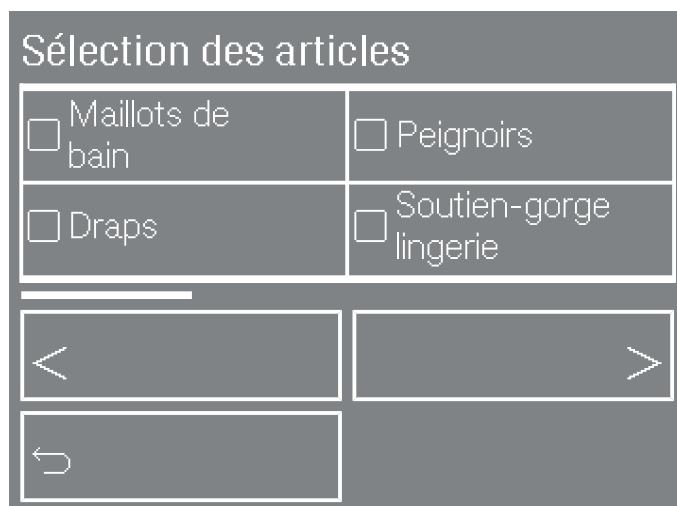 Sélection des articles
Maillots de
bain
Peignoirs
Draps
Soutien-gorge
lingerie